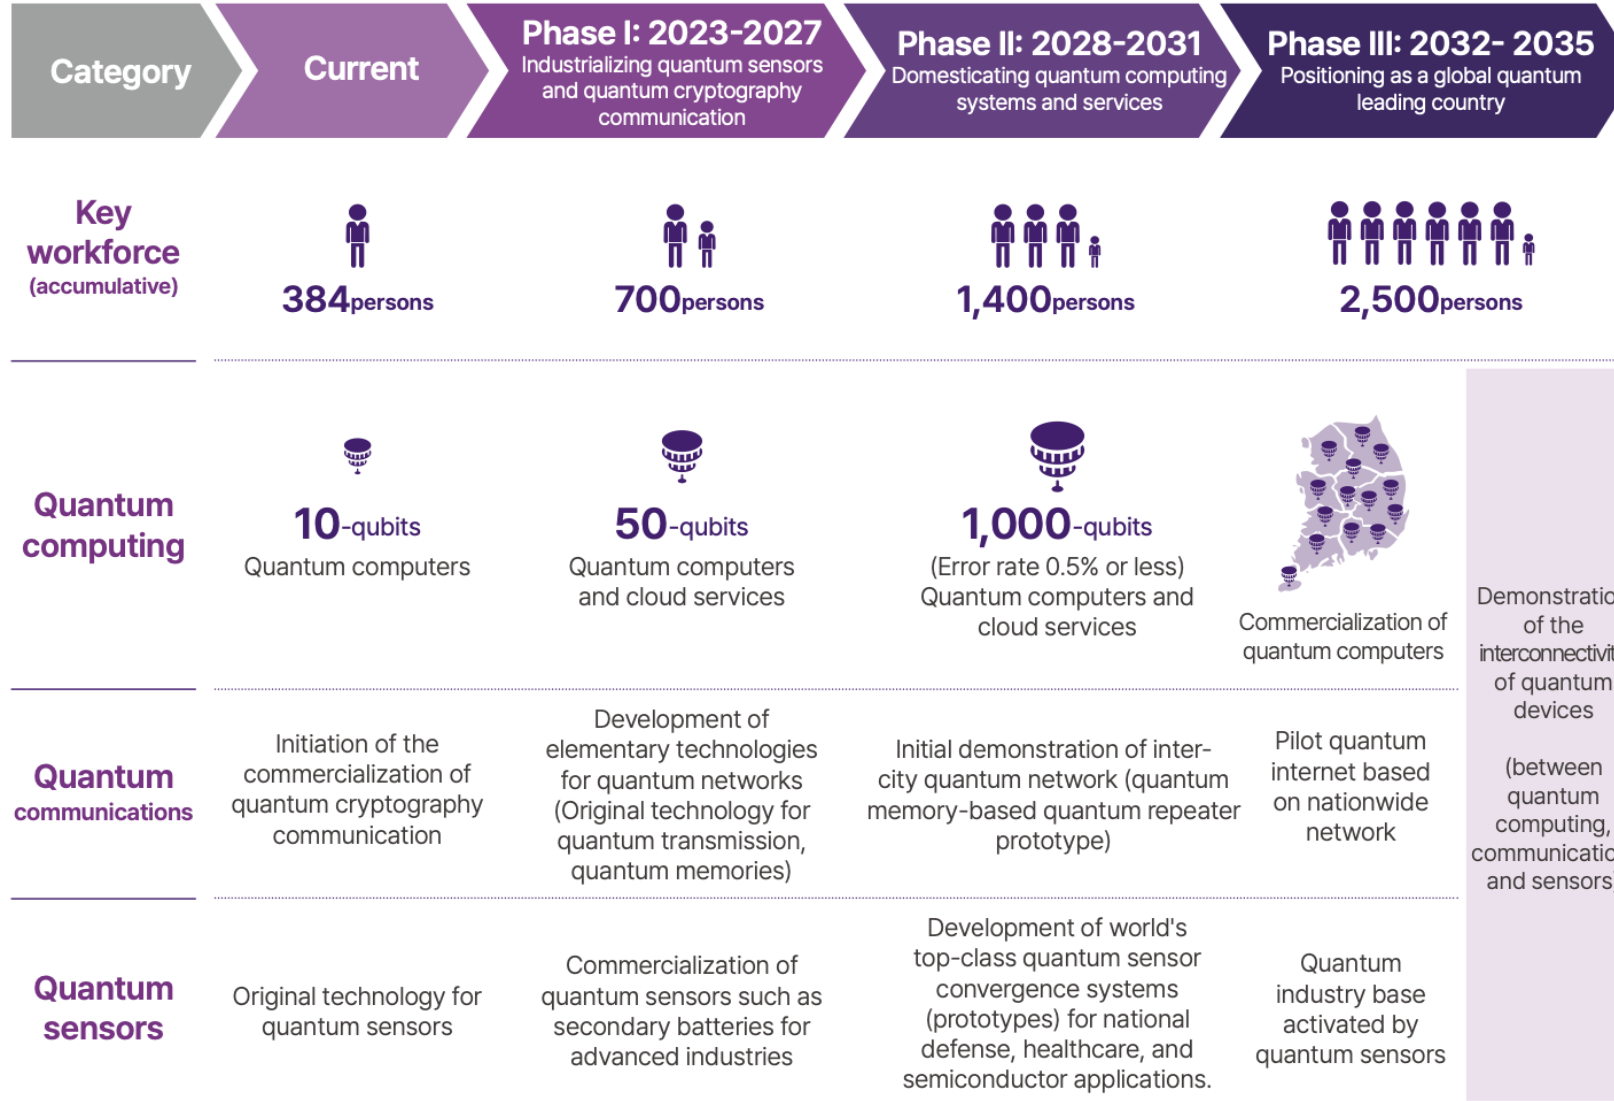 Category
Current
Phase I: 2023-2027
Industrializing quantum sensors
and quantum cryptography
communication
Phase II: 2028-2031
Domesticating quantum computing
systems and services
Phase III: 2032- 2035
Positioning as a global quantum
leading country
Key
workforce
(accumulative)
384persons
700persons
1,400persons
2,500persons
Quantum
computing
10-qubits
Quantum computers
50-qubits
Quantum computers
and cloud services
1,000-qubits
(Error rate 0.5% or less)
Quantum computers and
cloud services
Commercialization of
quantum computers
Quantum
communications
Initiation of the
commercialization of
quantum cryptography
communication
Development of
elementary technologies
for quantum networks
(Original technology for
quantum transmission,
quantum memories)
Initial demonstration of inter-
city quantum network (quantum
memory-based quantum repeater
prototype)
Pilot quantum
internet based
on nationwide
network
Quantum
sensors
Original technology for
quantum sensors
Commercialization of
quantum sensors such as
secondary batteries for
advanced industries
Development of world's
top-class quantum sensor
convergence systems
(prototypes) for national
defense, healthcare, and
semiconductor applications.
Quantum
industry base
activated by
quantum sensors
Demonstratio
of the
interconnectivit
of quantum
devices
(between
quantum
computing,
communicatio
and sensors)